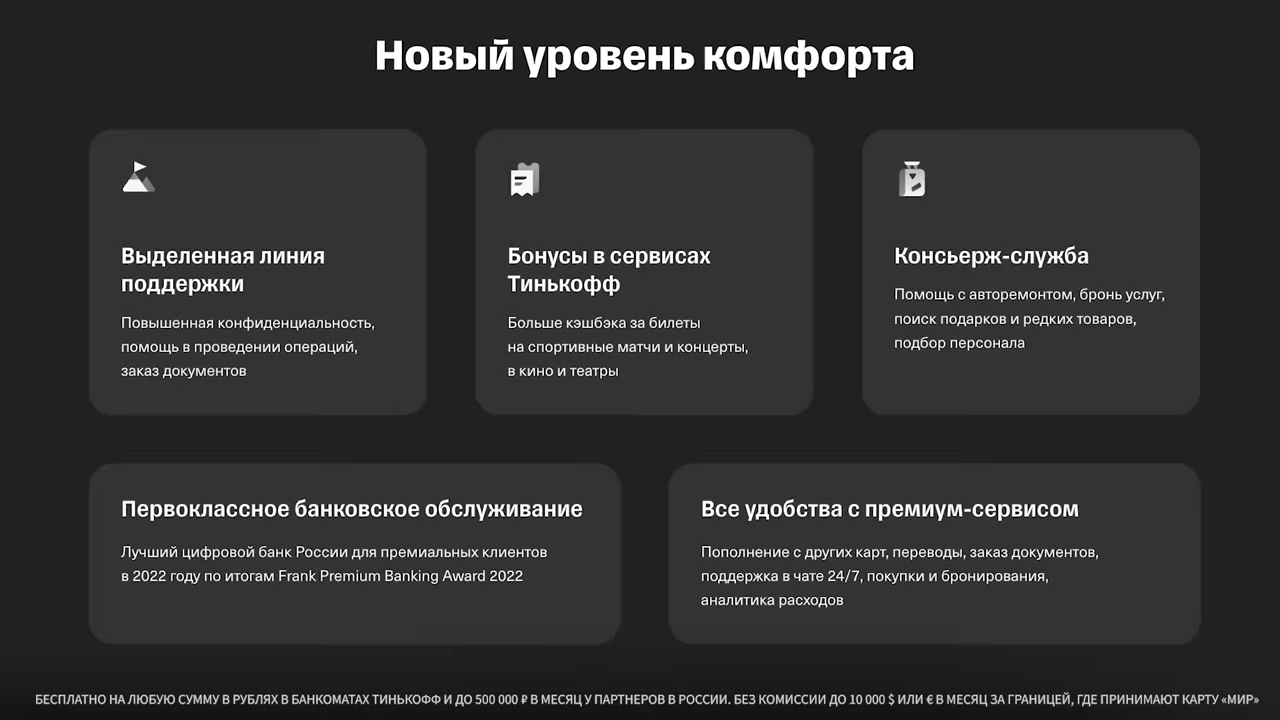 Новый уровень комфорта
Выделенная линия
поддержки
Повышенная конфиденциальность,
помощь в проведении операций,
заказ документов
Бонусы в сервисах
Тинькофф
Больше кэшбэка за билеты
на спортивные матчи и концерты,
в кино и театры
Консьерж-служба
Помощь с авторемонтом, бронь услуг,
поиск подарков и редких товаров,
подбор персонала
Первоклассное банковское обслуживание
Лучший цифровой банк России для премиальных клиентов
в 2022 году по итогам Frank Premium Banking Award 2022
Все удобства с премиум-сервисом
Пополнение с других карт, переводы, заказ документов,
поддержка в чате 24/7, покупки и бронирования,
аналитика расходов
БЕСПЛАТНО НА ЛЮБУЮ СУММУ В РУБЛЯХ В БАНКОМАТАХ ТИНЬКОФФ И ДО 500 000 ₽ В МЕСЯЦ У ПАРТНЕРОВ В РОССИИ. БЕЗ КОМИССИИ ДО 10 000 $ ИЛИ € В МЕСЯЦ ЗА ГРАНИЦЕЙ, ГДЕ ПРИНИМАЮТ КАРТУ «МИР»